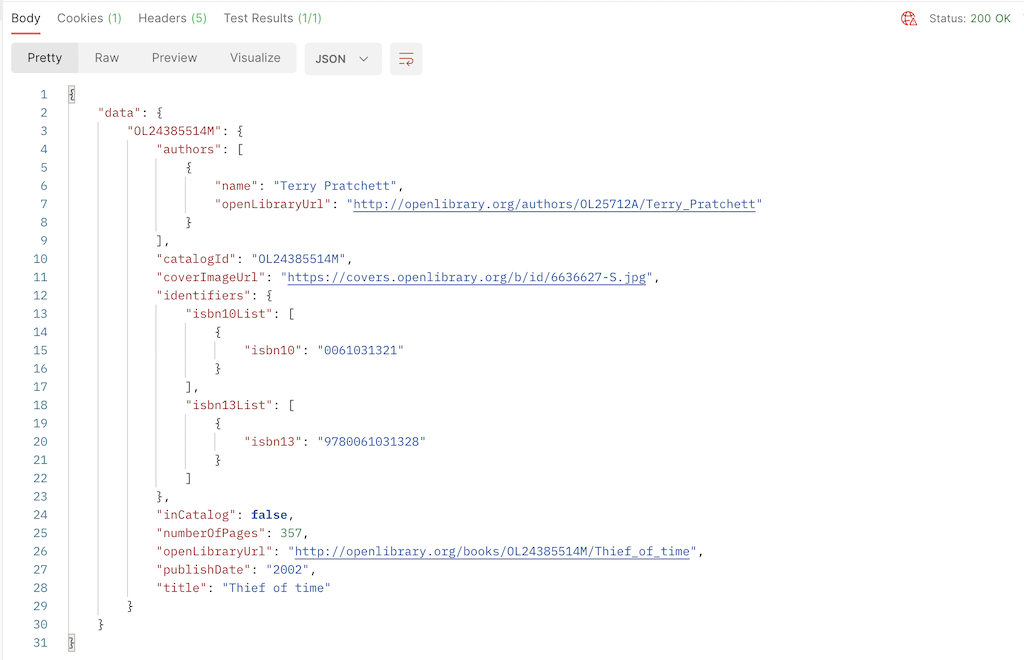 Body Cookies (1) Headers (5) Test Results (1/1) Status: 200 OK
Pretty Raw Preview Visualize JSON
1 {
2 "data": {
3 "OL24385514M": {
4 "authors": [
5 {
6 "name": "Terry Pratchett",
7 "openLibraryUrl": "http://openlibrary.org/authors/OL25712A/Terry_Pratchett"
8 }
9 ],
10 "catalogId": "OL24385514M",
11 "coverImageUrl": "https://covers.openlibrary.org/b/id/6636627-S.jpg",
12 "identifiers": {
13 "isbn10List": [
14 {
15 "isbn10": "0061031321"
16 }
17 ],
18 "isbn13List": [
19 {
20 "isbn13": "9780061031328"
21 }
22 ]
23 },
24 "inCatalog": false,
25 "numberOfPages": 357,
26 "openLibraryUrl": "http://openlibrary.org/books/OL24385514M/Thief_of_time",
27 "publishDate": "2002",
28 "title": "Thief of time"
29 }
30 }
31 }